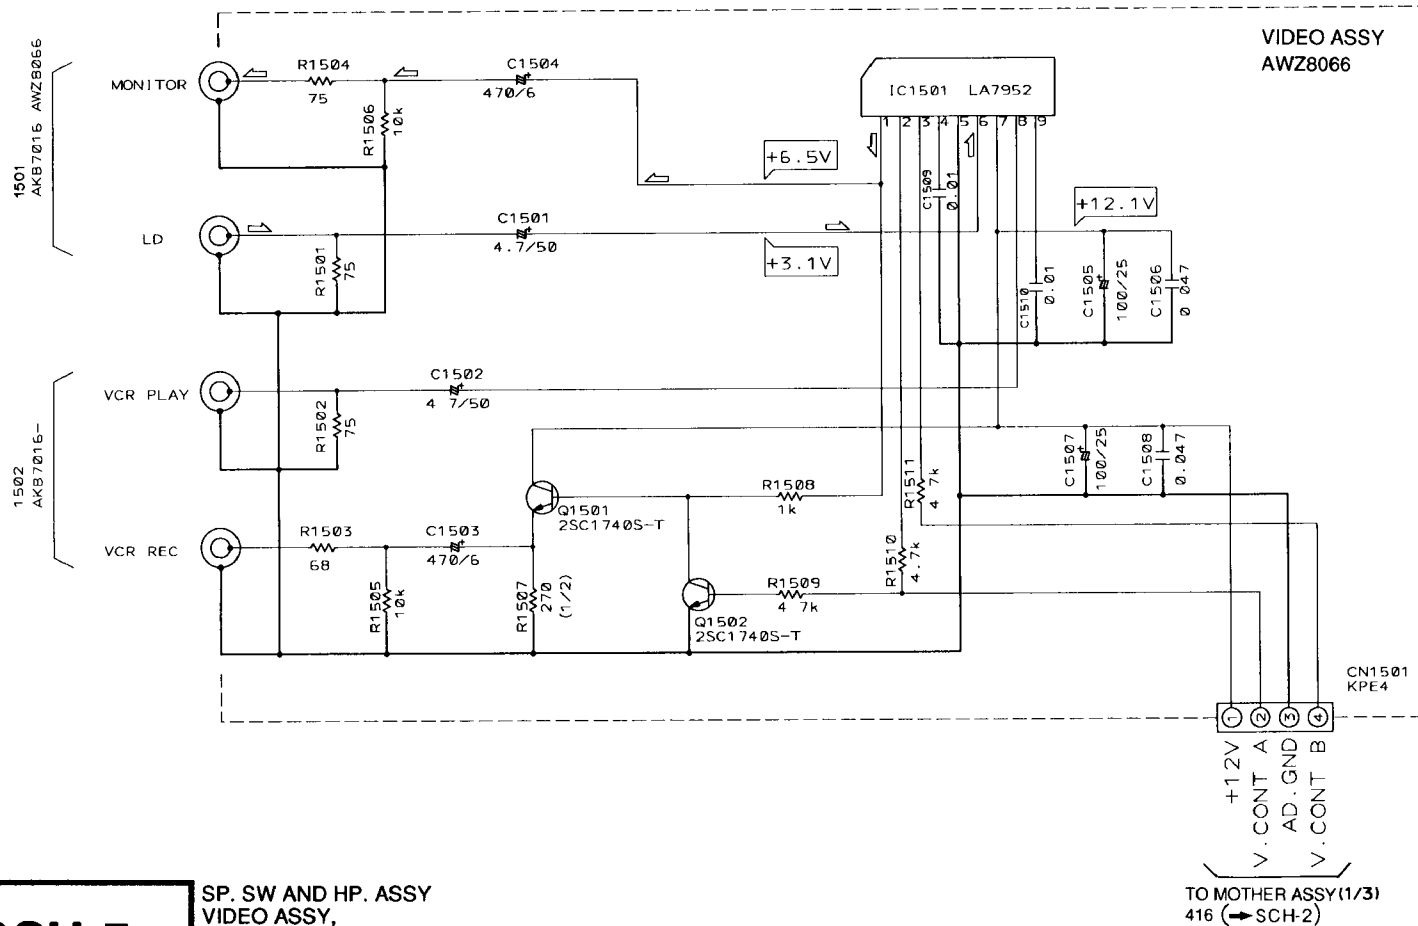 VIDEO ASSY
AWZ8066
1501
AKB7016 AWZ8066
MONITOR
R1504
75
R1506
10k
C1504
470/6
IC1501 LA7952
1 2 3 4 5 6 7 8 9
+6.5V
C1509
0.01
+12.1V
LD
R1501
75
C1501
4.7/50
+3.1V
C1510
0.01
C1505
100/25
C1506
0 047
1502
AKB7016-
VCR PLAY
R1502
75
C1502
4 7/50
C1507
100/25
C1508
0.047
Q1501
2SC1740S-T
R1508
1k
R1511
4 7k
VCR REC
R1503
68
R1505
10k
C1503
470/6
R1507
270
(1/2)
R1510
4.7k
R1509
4 7k
Q1502
2SC1740S-T
CN1501
KPE4
1 2 3 4
+12V
V.CONT A
AD.GND
V.CONT B
TO MOTHER ASSY(1/3)
416 (➡SCH-2)
SP. SW AND HP. ASSY
VIDEO ASSY,